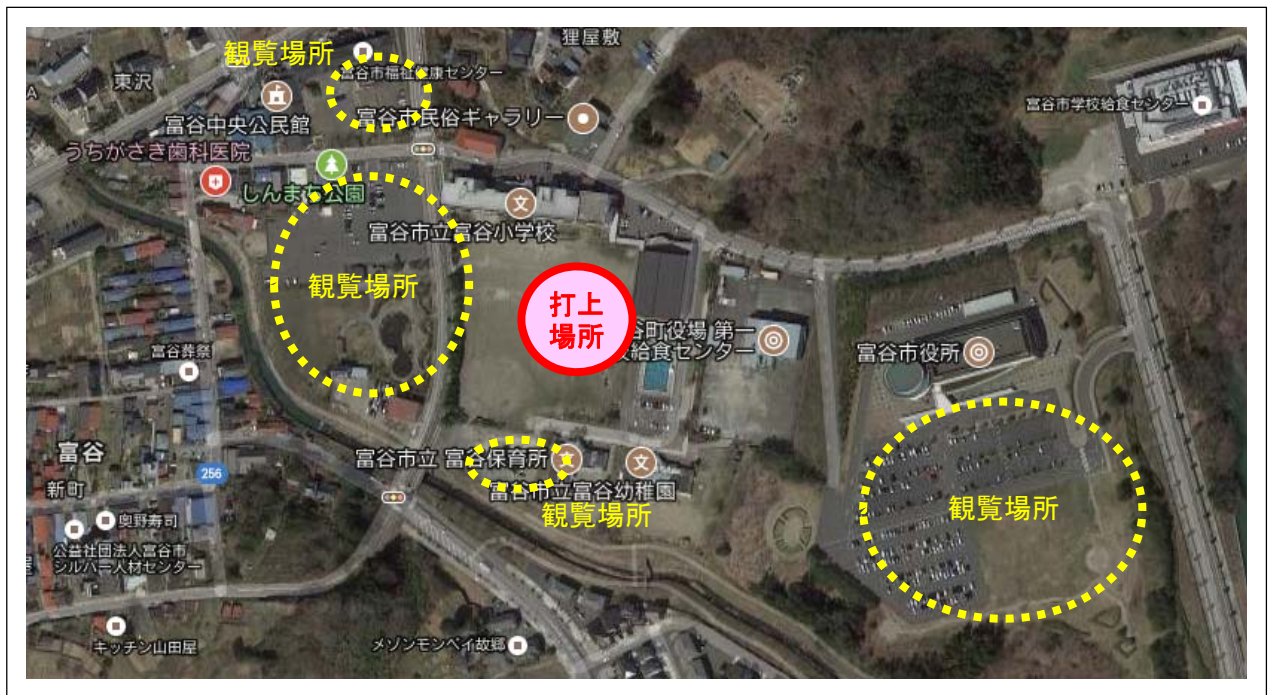 狸屋敷
観覧場所
富谷市福祉健康センター
東沢
富谷市学校給食センター
富谷中央公民館
富谷市民俗ギャラリー
うちがさき歯科医院
しんまち公園
富谷市立富谷小学校
観覧場所
打上
場所
谷町役場 第一
給食センター
富谷市役所
富谷葬祭
富谷
富谷市立 富谷保育所
256
新町
富谷市立富谷幼稚園
観覧場所
観覧場所
奥野寿司
公益社団法人富谷市
シルバー人材センター
キッチン山田屋
メゾンモンベイ故郷